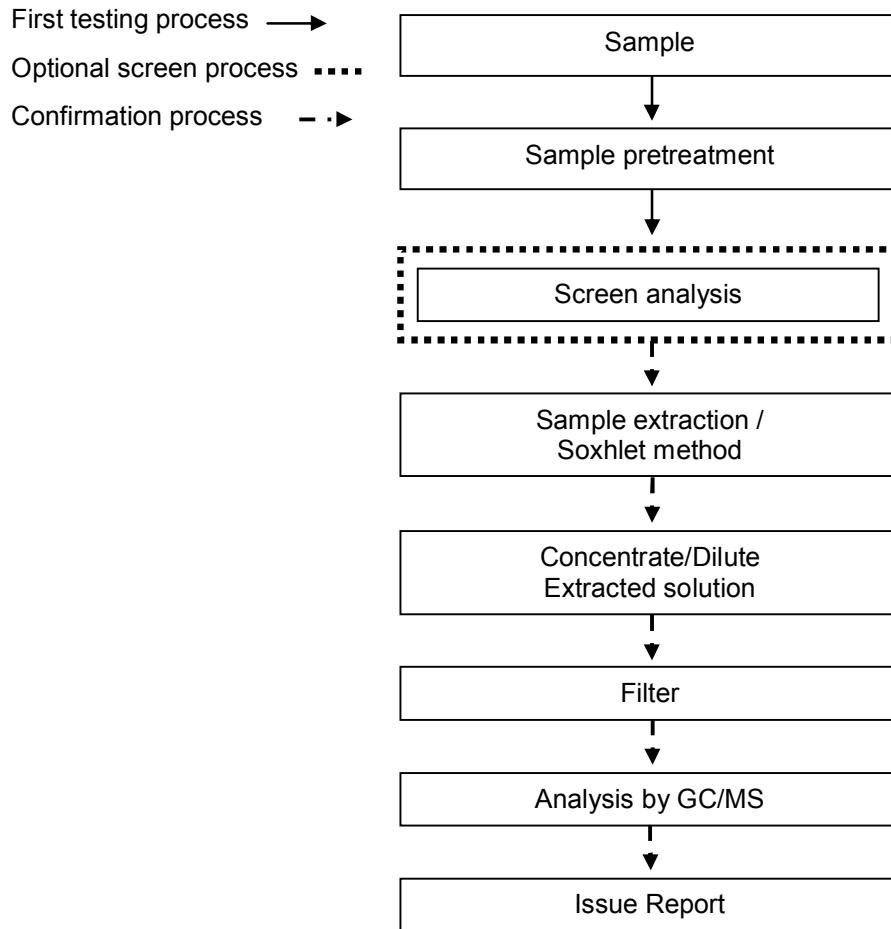 First testing process
Optional screen process
Confirmation process
Sample
Sample pretreatment
Screen analysis
Sample extraction /
Soxhlet method
Concentrate/Dilute
Extracted solution
Filter
Analysis by GC/MS
Issue Report